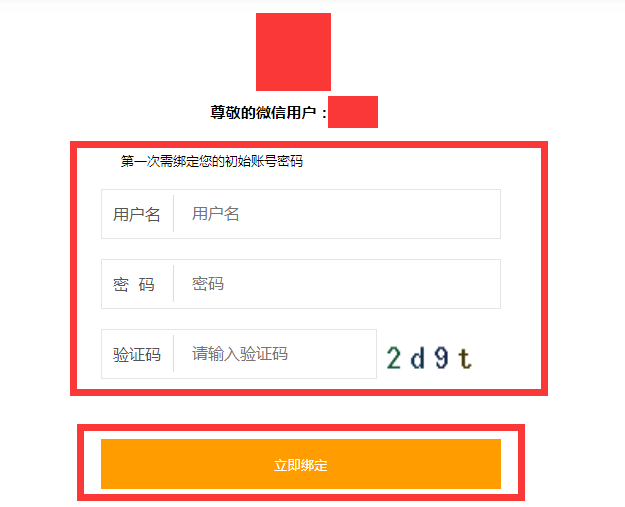 尊敬的微信用户：
第一次需绑定您的初始账号密码
用户名 用户名
密 码 密码
验证码 请输入验证码 2d9t
立即绑定